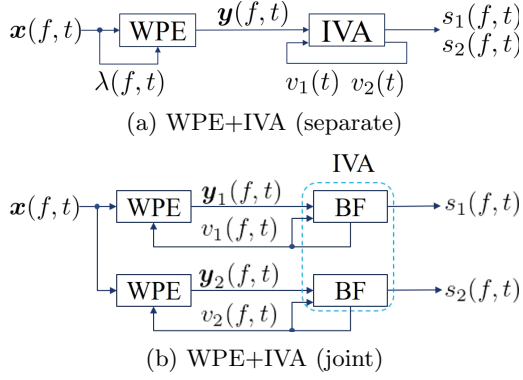 x(f, t) WPE y(f, t) IVA s₁(f, t)
s₂(f, t)
λ(f, t) v₁(t) v₂(t)
(a) WPE+IVA (separate)
IVA
x(f, t) WPE y₁(f, t) BF s₁(f, t)
v₁(f, t)
WPE y₂(f, t) BF s₂(f, t)
v₂(f, t)
(b) WPE+IVA (joint)